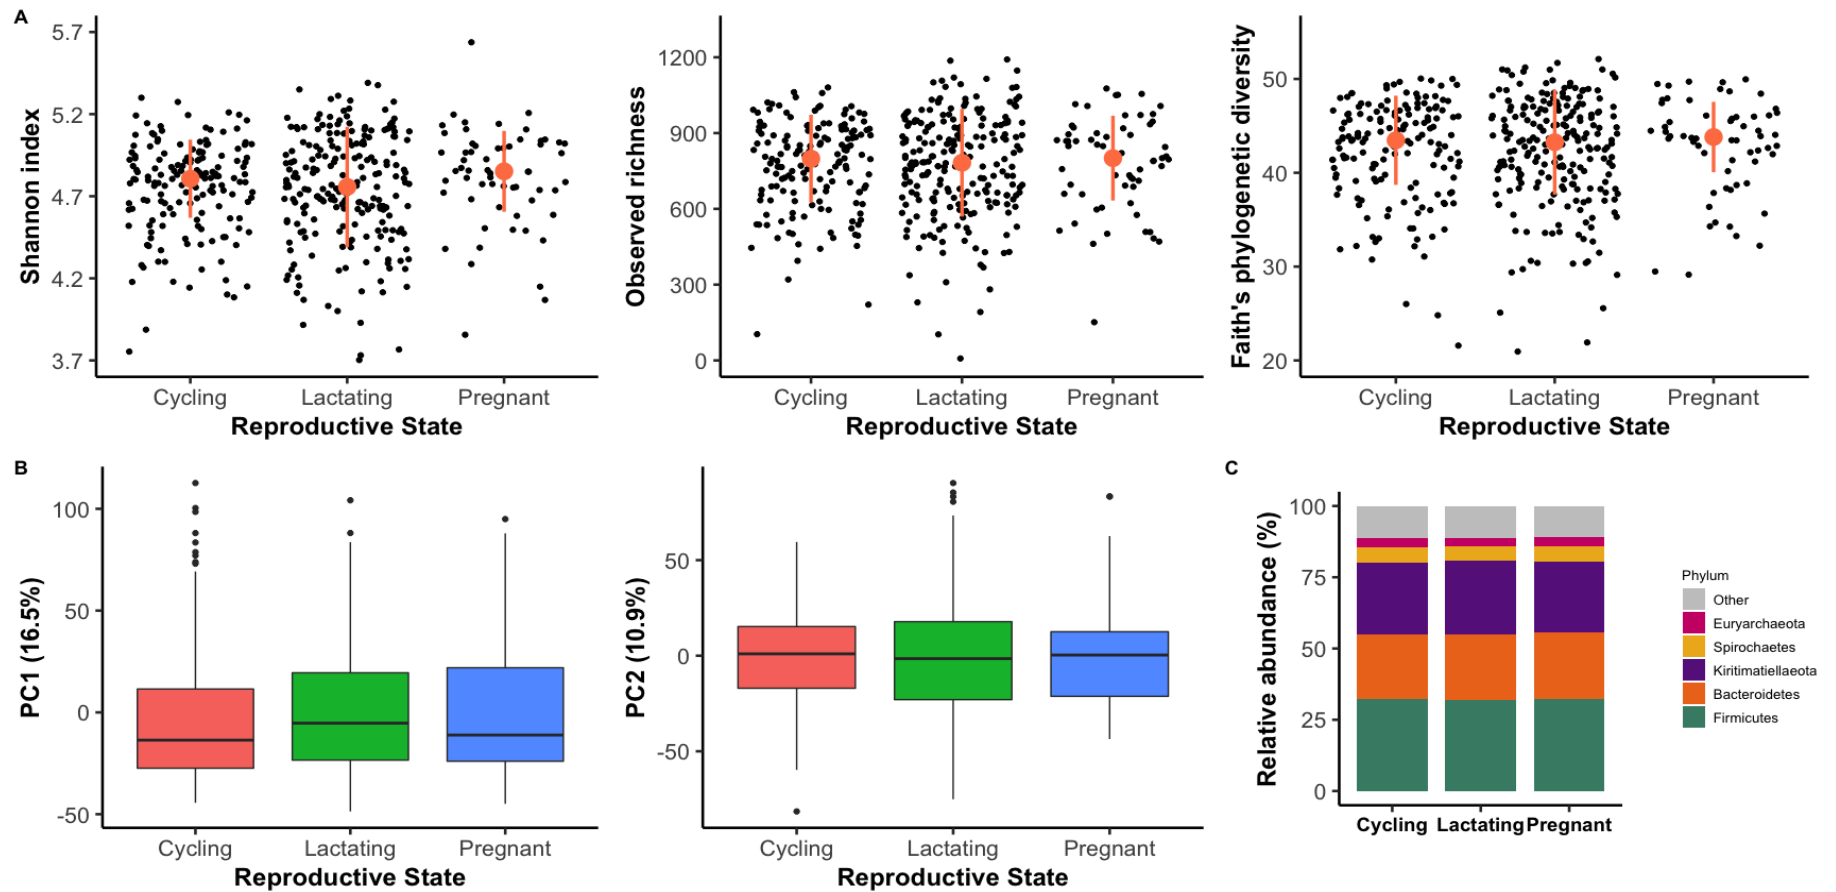 A
Shannon index
5.7
5.2
4.7
4.2
3.7
Cycling
Lactating
Pregnant
Reproductive State
Observed richness
1200
900
600
300
0
Cycling
Lactating
Pregnant
Reproductive State
Faith's phylogenetic diversity
50
40
30
20
Cycling
Lactating
Pregnant
Reproductive State
B
PC1 (16.5%)
100
50
0
-50
Cycling
Lactating
Pregnant
Reproductive State
PC2 (10.9%)
50
0
-50
Cycling
Lactating
Pregnant
Reproductive State
C
Relative abundance (%)
100
75
50
25
0
Cycling
Lactating
Pregnant
Phylum
Other
Euryarchaeota
Spirochaetes
Kiritimatiellaeota
Bacteroidetes
Firmicutes